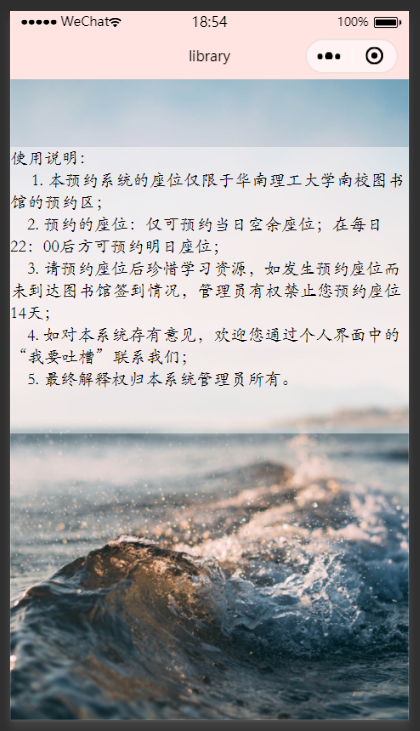 ●●●●● WeChat 18:54 100%
library
使用说明：
1. 本预约系统的座位仅限于华南理工大学南校图书
馆的预约区；
2. 预约的座位：仅可预约当日空余座位；在每日
22：00后方可预约明日座位；
3. 请预约座位后珍惜学习资源，如发生预约座位而
未到达图书馆签到情况，管理员有权禁止您预约座位
14天；
4. 如对本系统存有意见，欢迎您通过个人界面中的
“我要吐槽”联系我们；
5. 最终解释权归本系统管理员所有。